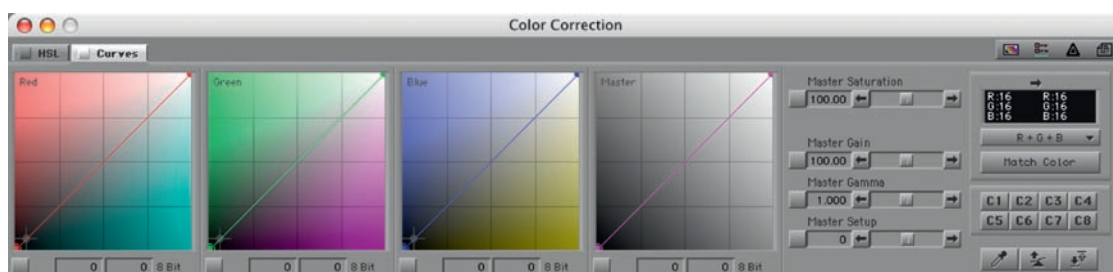 Color Correction
HSL
Curves
Red
Green
Blue
Master
0 0 8 Bit
0 0 8 Bit
0 0 8 Bit
0 0 8 Bit
Master Saturation
100.00
Master Gain
100.00
Master Gamma
1.000
Master Setup
0
R:16 R:16
G:16 G:16
B:16 B:16
R + G + B
Match Color
C1 C2 C3 C4
C5 C6 C7 C8